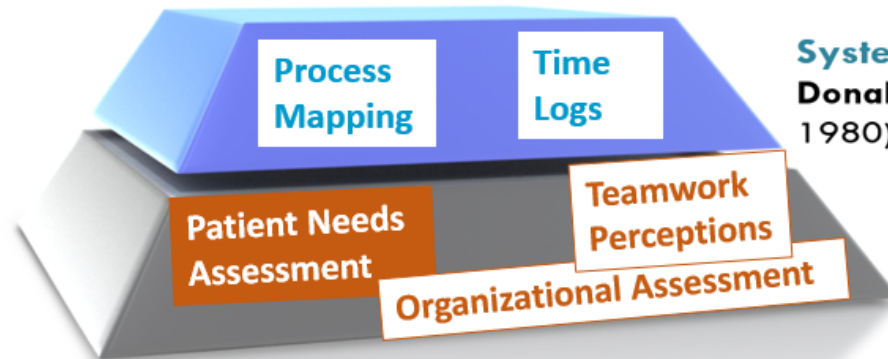 Process
Mapping
Time
Logs
Syste
Donal
1980)
Patient Needs
Assessment
Teamwork
Perceptions
Organizational Assessment